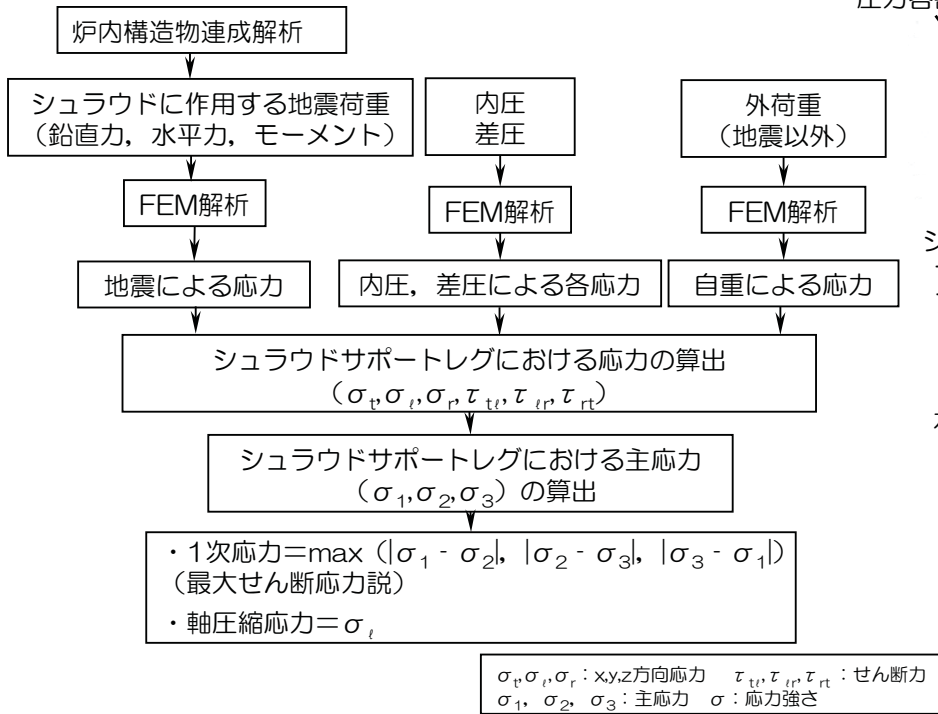 圧力容
炉内構造物連成解析
シュラウドに作用する地震荷重
（鉛直力，水平力，モーメント）
内圧
差圧
外荷重
（地震以外）
FEM解析
FEM解析
FEM解析
シ
地震による応力
内圧，差圧による各応力
自重による応力
シュラウドサポートレグにおける応力の算出
（σt,σℓ,σr,τtℓ,τℓr,τrt）
シュラウドサポートレグにおける主応力
（σ1,σ2,σ3）の算出
・1次応力＝max（|σ1 - σ2|，|σ2 - σ3|，|σ3 - σ1|）
（最大せん断応力説）
・軸圧縮応力＝σℓ
σt,σℓ,σr：x,y,z方向応力　τtℓ,τℓr,τrt：せん断力
σ1，σ2，σ3：主応力　σ：応力強さ